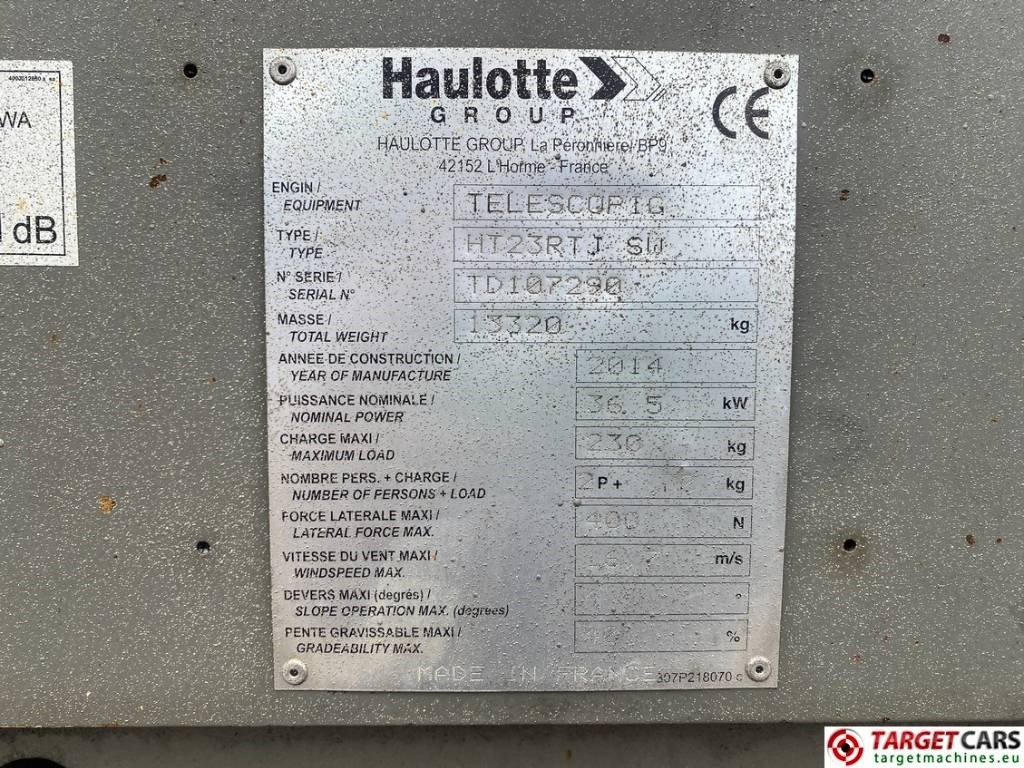 4000012850 a
WA
dB
Haulotte
GROUP
CE
HAULOTTE GROUP, La Péronnière/ BP9
42152 L'Horme - France
ENGIN /
EQUIPMENT
TELESCOPIG
TYPE /
TYPE
HT23RTJ SW
N° SERIE /
SERIAL N°
TD107290
MASSE /
TOTAL WEIGHT
13320 kg
ANNEE DE CONSTRUCTION /
YEAR OF MANUFACTURE
2014
PUISSANCE NOMINALE /
NOMINAL POWER
36.5 kW
CHARGE MAXI /
MAXIMUM LOAD
230 kg
NOMBRE PERS. + CHARGE /
NUMBER OF PERSONS + LOAD
2 P + kg
FORCE LATERALE MAXI /
LATERAL FORCE MAX.
400 N
VITESSE DU VENT MAXI /
WINDSPEED MAX.
m/s
DEVERS MAXI (degrés) /
SLOPE OPERATION MAX. (degrees)
°
PENTE GRAVISSABLE MAXI /
GRADEABILITY MAX.
%
MADE IN FRANCE
307P218070 c
TARGETCARS
targetmachines.eu